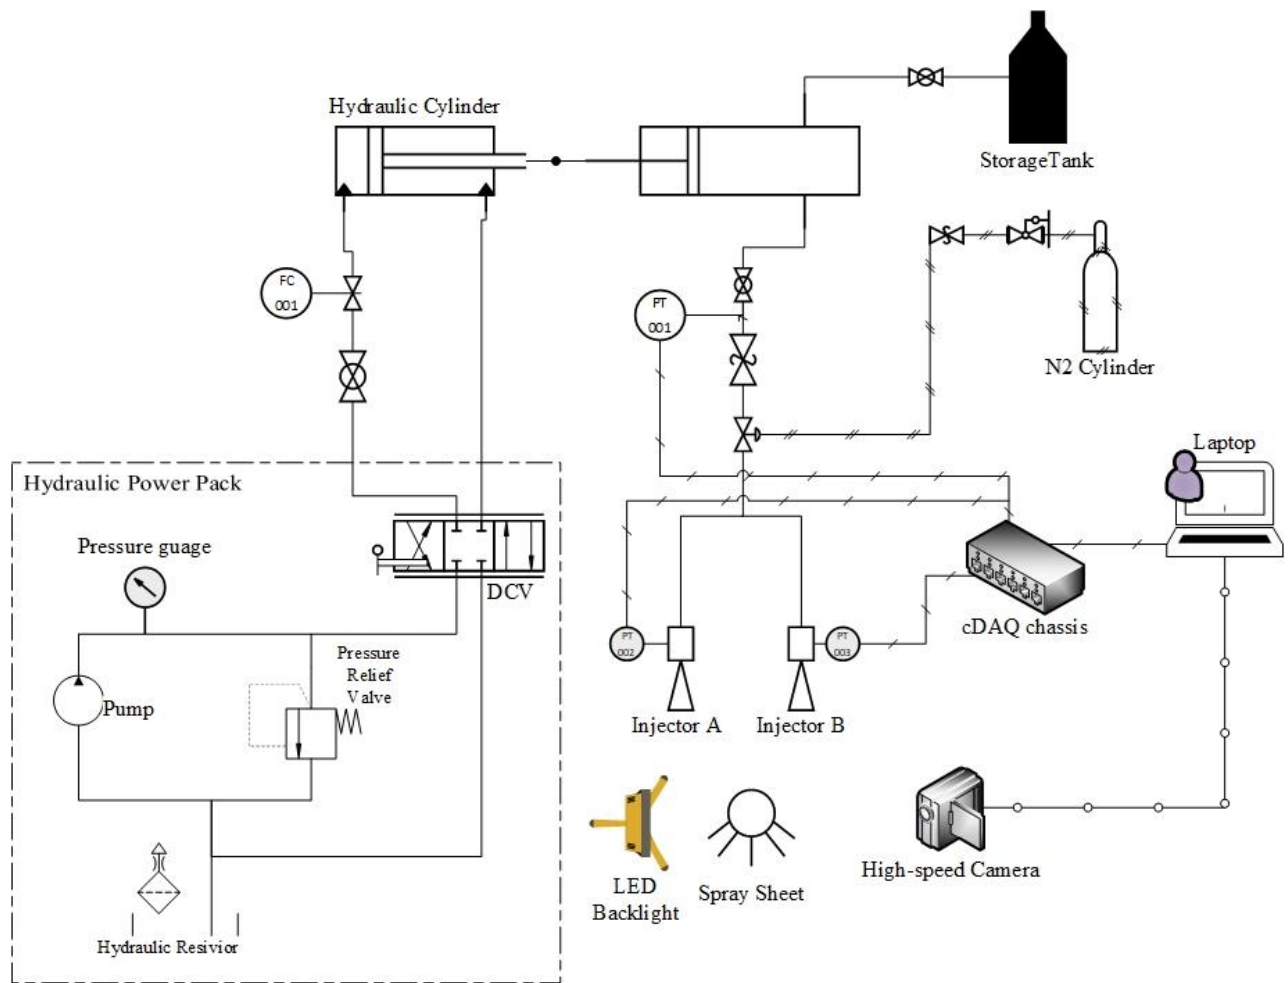 Hydraulic Cylinder
StorageTank
FC
001
PT
001
N2 Cylinder
Laptop
Hydraulic Power Pack
Pressure guage
DCV
cDAQ chassis
Pressure
Relief
Valve
Pump
PT
002
PT
003
Injector A
Injector B
High-speed Camera
LED
Backlight
Spray Sheet
Hydraulic Resivior